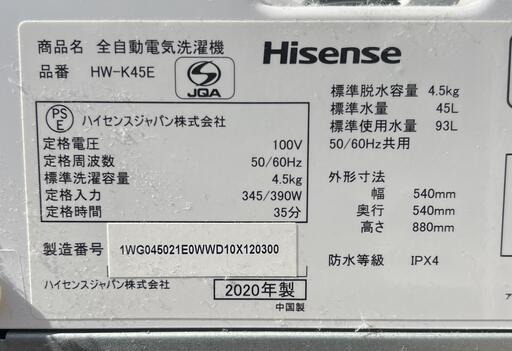 商品名 全自動電気洗濯機
品番 HW-K45E
JQA
Hisense
PS
E
ハイセンスジャパン株式会社
定格電圧 100V
定格周波数 50/60Hz
標準洗濯容量 4.5kg
定格入力 345/390W
定格時間 35分
製造番号 1WG045021E0WWD10X120300
ハイセンスジャパン株式会社 2020年製
中国製
標準脱水容量 4.5kg
標準水量 45L
標準使用水量 93L
50/60Hz共用
外形寸法
幅 540mm
奥行 540mm
高さ 880mm
防水等級 IPX4